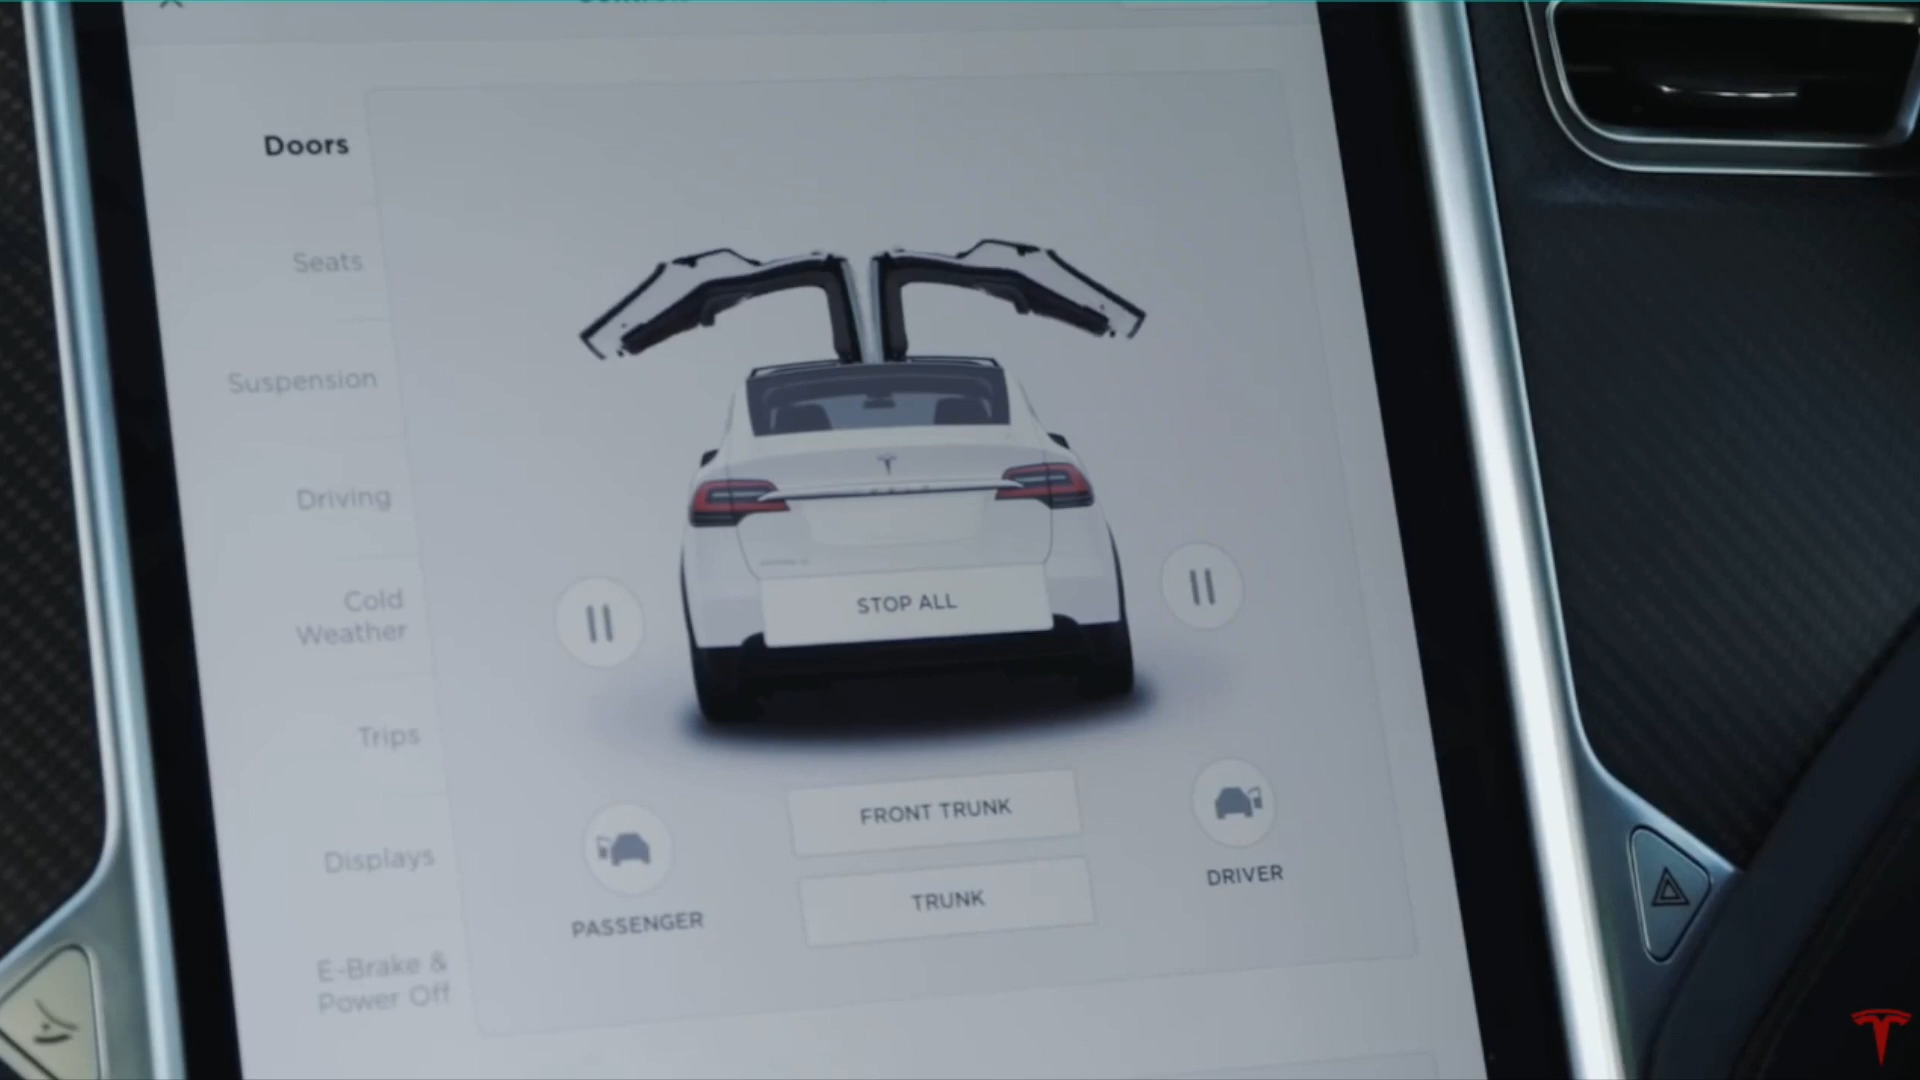 Doors
Seats
Suspension
Driving
Cold
Weather
Trips
Displays
E-Brake &
Power Off
STOP ALL
FRONT TRUNK
TRUNK
PASSENGER
DRIVER